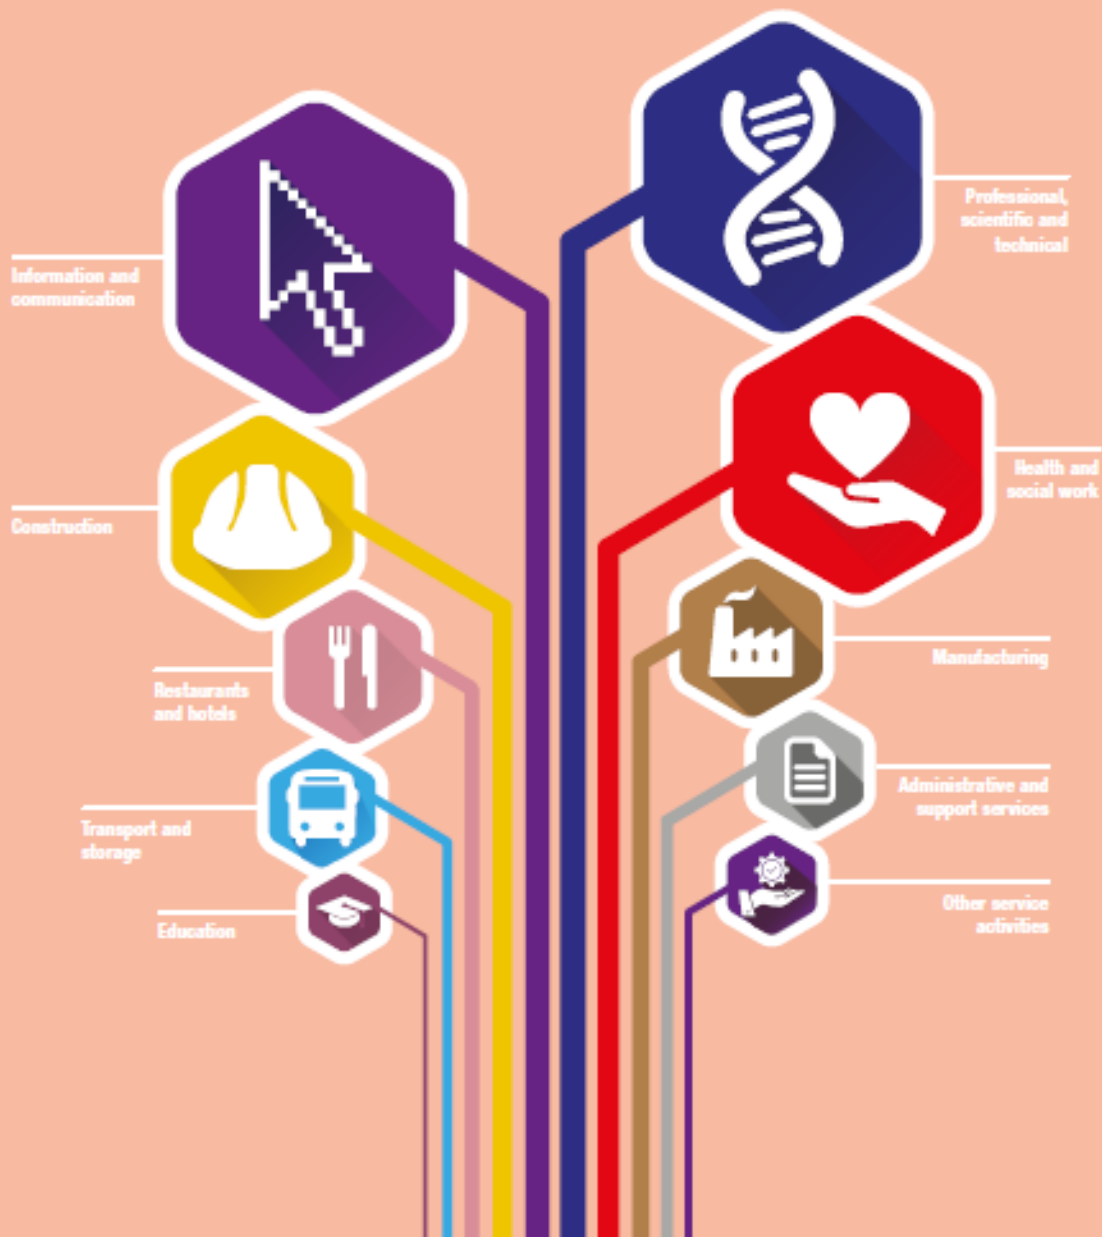 Professional,
scientific and
technical
Information and
communication
Health and
social work
Construction
Manufacturing
Restaurants
and hotels
Administrative and
support services
Transport and
storage
Other service
activities
Education